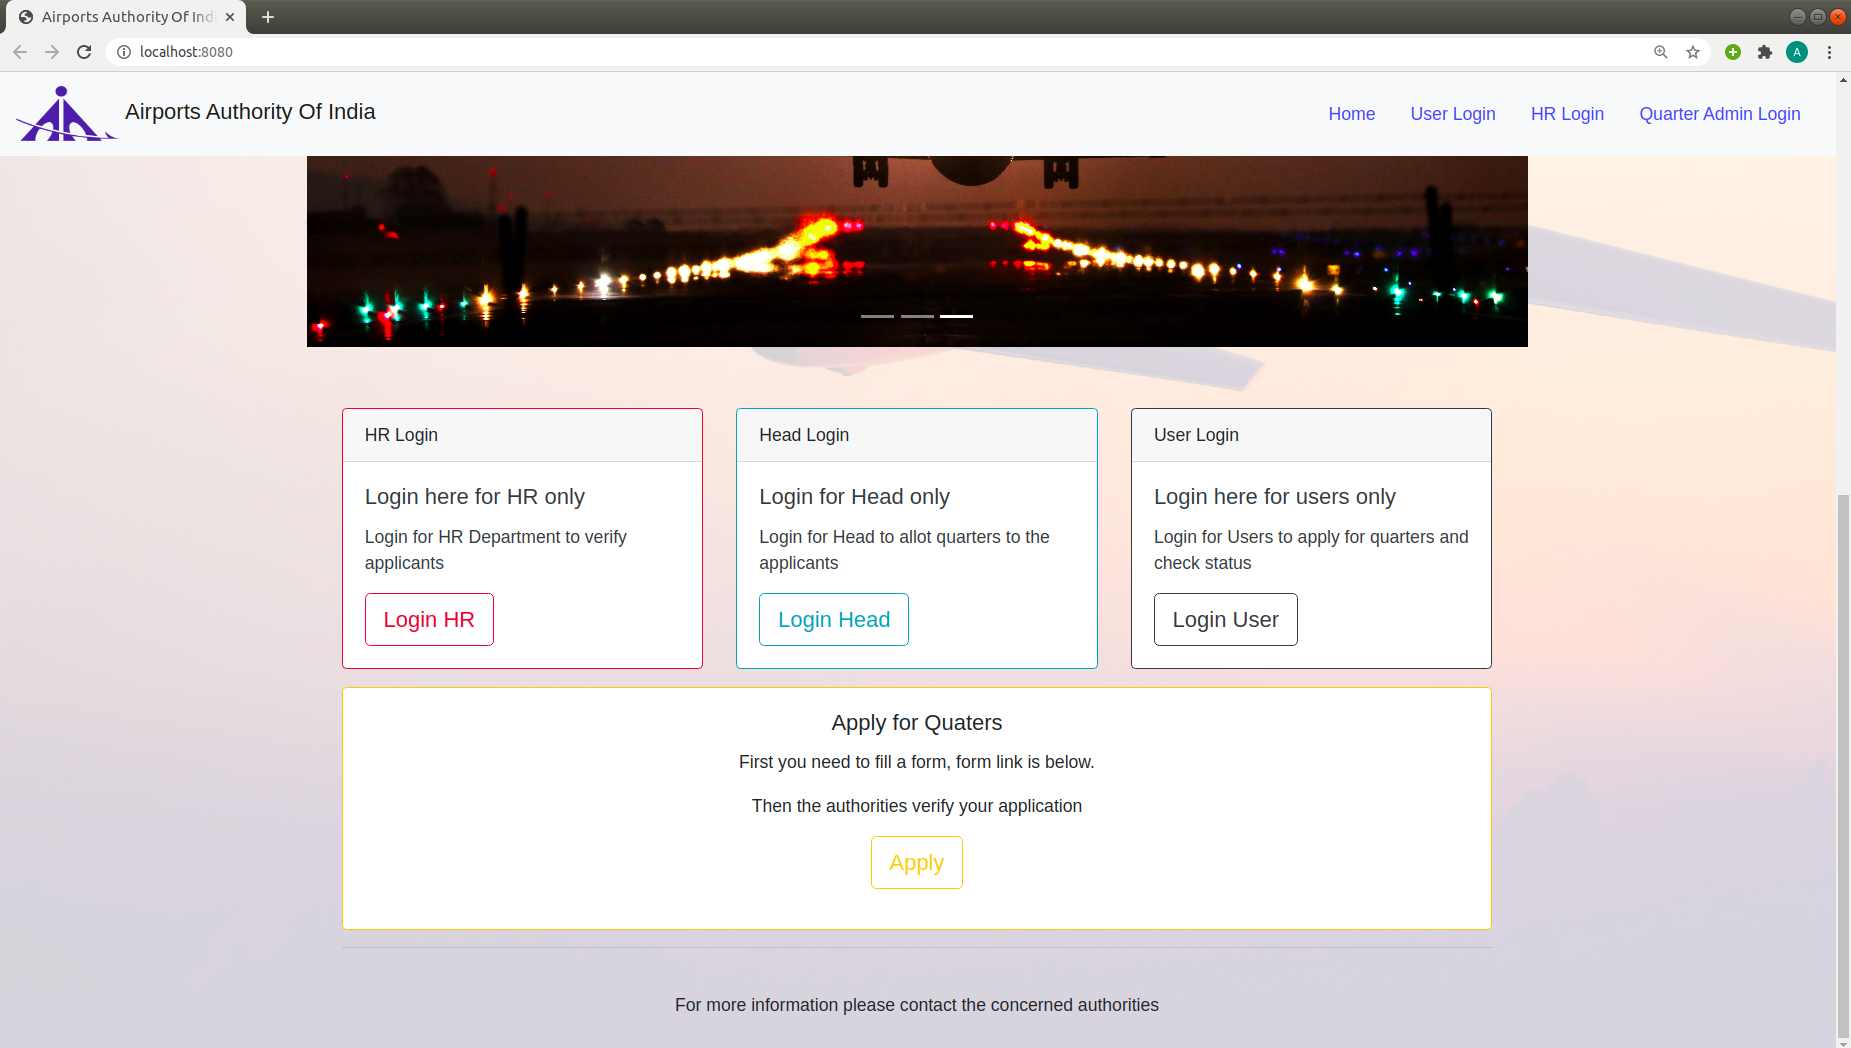 Airports Authority Of Ind
localhost:8080
A
Airports Authority Of India
Home
User Login
HR Login
Quarter Admin Login
HR Login
Login here for HR only
Login for HR Department to verify
applicants
Login HR
Head Login
Login for Head only
Login for Head to allot quarters to the
applicants
Login Head
User Login
Login here for users only
Login for Users to apply for quarters and
check status
Login User
Apply for Quaters
First you need to fill a form, form link is below.
Then the authorities verify your application
Apply
For more information please contact the concerned authorities